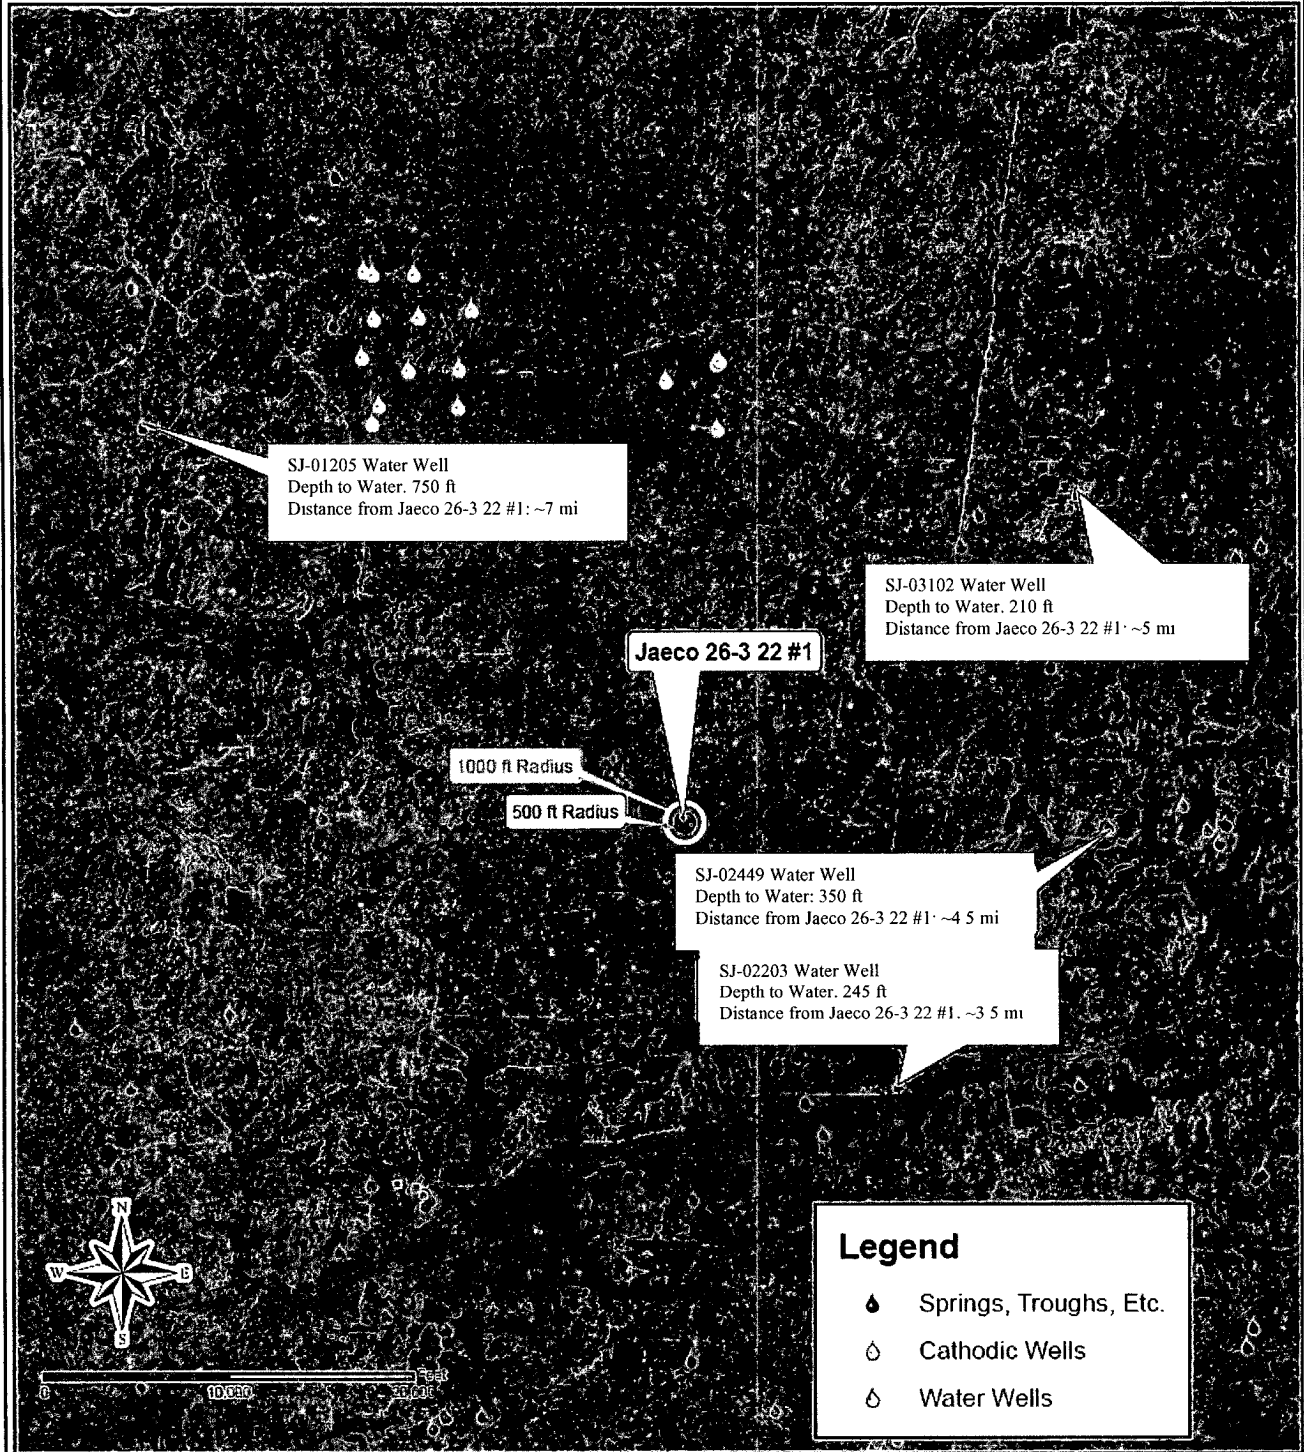 SJ-01205 Water Well
Depth to Water. 750 ft
Distance from Jaeco 26-3 22 #1: ~7 mi
SJ-03102 Water Well
Depth to Water. 210 ft
Distance from Jaeco 26-3 22 #1· ~5 mi
Jaeco 26-3 22 #1
1000 ft Radius
500 ft Radius
SJ-02449 Water Well
Depth to Water: 350 ft
Distance from Jaeco 26-3 22 #1· ~4 5 mi
SJ-02203 Water Well
Depth to Water. 245 ft
Distance from Jaeco 26-3 22 #1. ~3 5 mi
N
W
E
S
Feet
0
10,000
20,000
Legend
Springs, Troughs, Etc.
Cathodic Wells
Water Wells